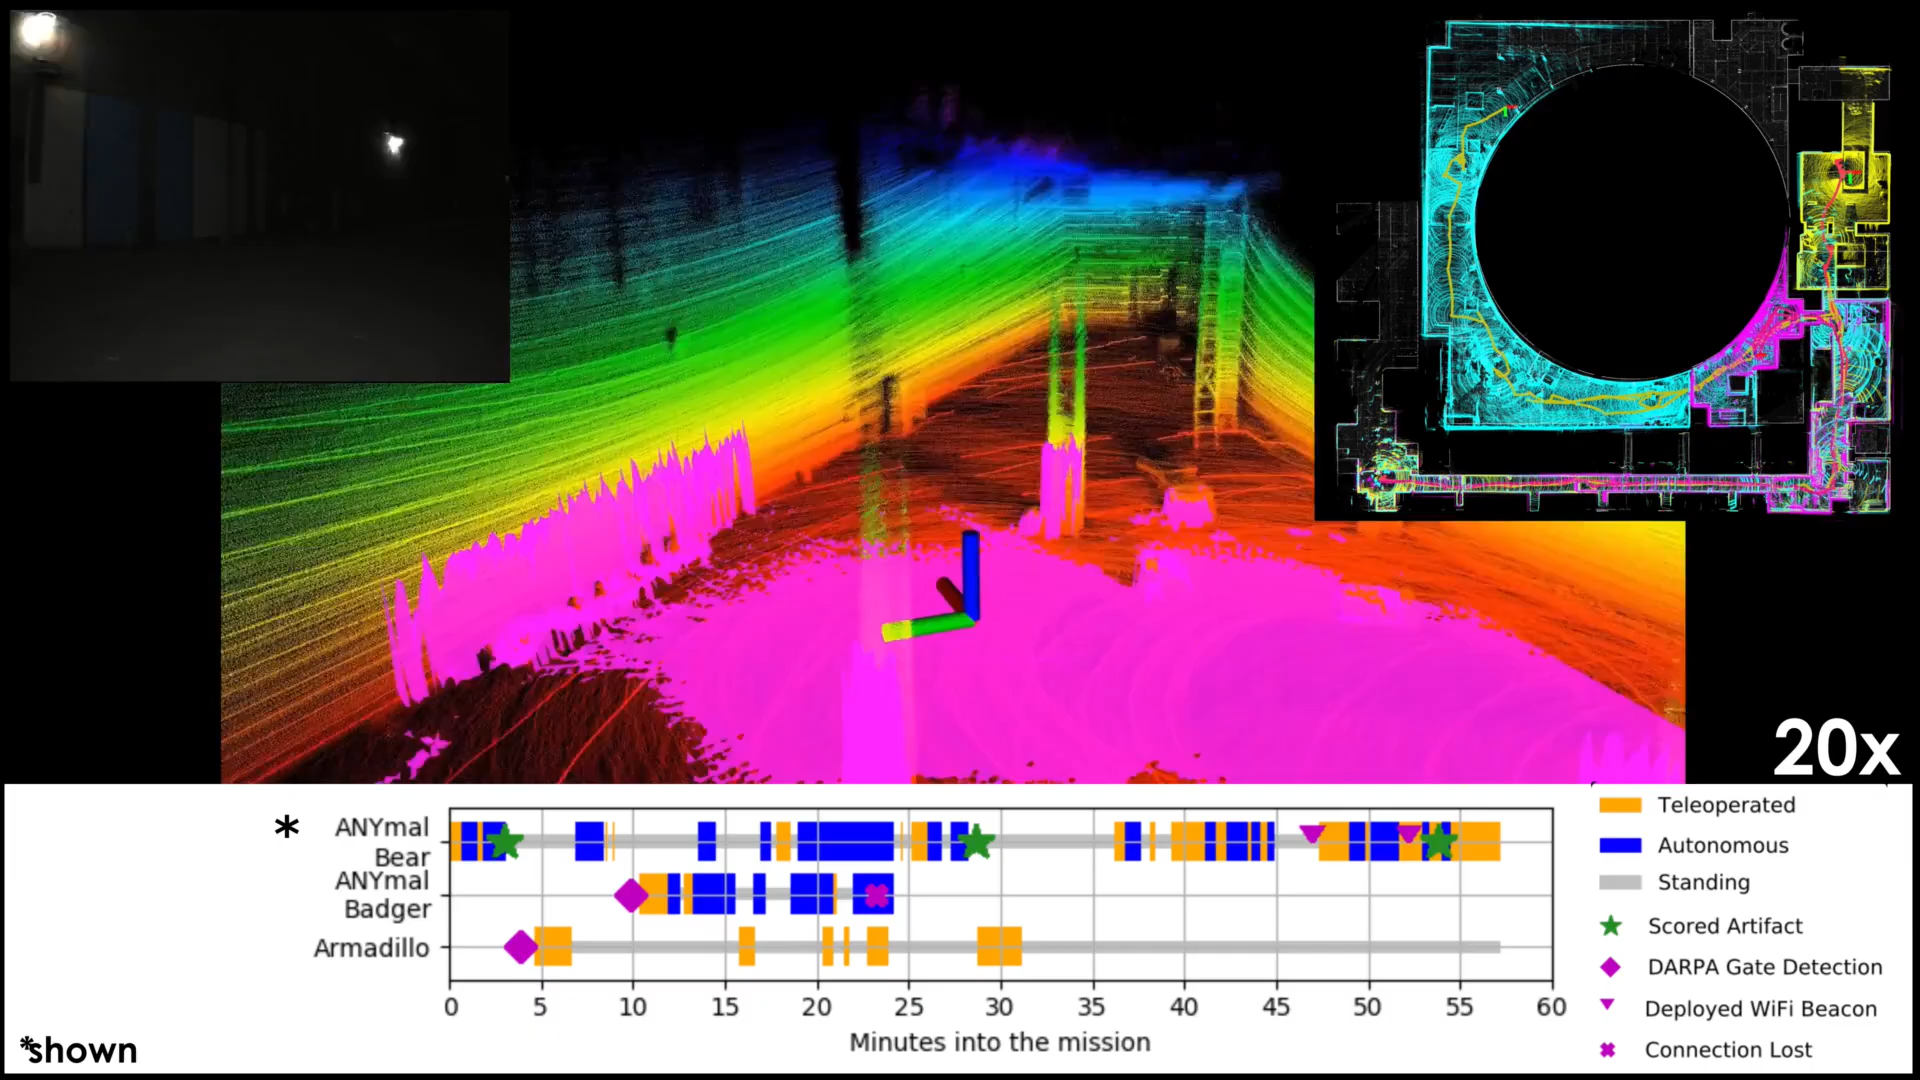 20x
*
ANYmal
Bear
ANYmal
Badger
Armadillo
0 5 10 15 20 25 30 35 40 45 50 55 60
Minutes into the mission
*shown
Teleoperated
Autonomous
Standing
Scored Artifact
DARPA Gate Detection
Deployed WiFi Beacon
Connection Lost